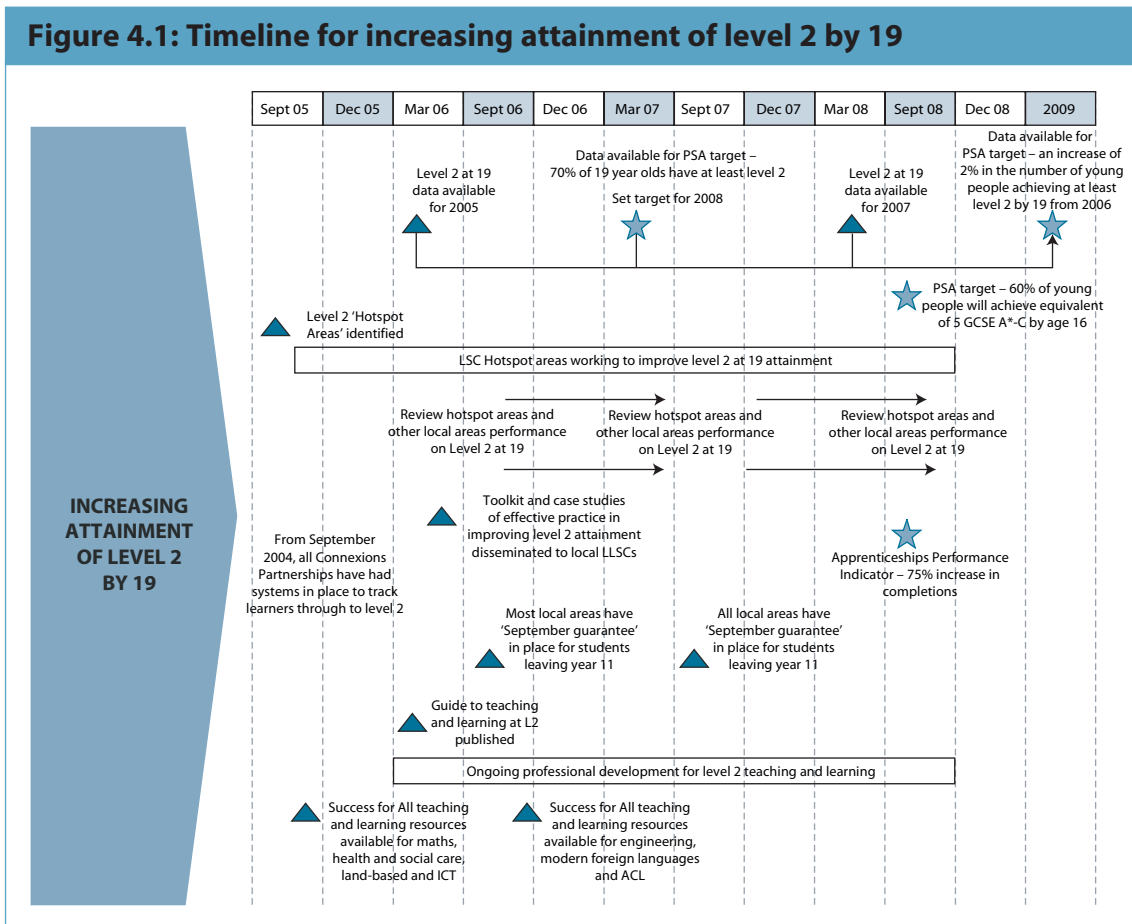 Figure 4.1: Timeline for increasing attainment of level 2 by 19
Sept 05 Dec 05 Mar 06 Sept 06 Dec 06 Mar 07 Sept 07 Dec 07 Mar 08 Sept 08 Dec 08 2009
Level 2 at 19
data available
for 2005
Data available for PSA target –
70% of 19 year olds have at least level 2
Set target for 2008
Level 2 at 19
data available
for 2007
Data available for
PSA target – an increase of
2% in the number of young
people achieving at least
level 2 by 19 from 2006
PSA target – 60% of young
people will achieve equivalent
of 5 GCSE A*-C by age 16
Level 2 ‘Hotspot
Areas’ identified
LSC Hotspot areas working to improve level 2 at 19 attainment
Review hotspot areas and
other local areas performance
on Level 2 at 19
Review hotspot areas and
other local areas performance
on Level 2 at 19
Review hotspot areas and
other local areas performance
on Level 2 at 19
INCREASING
ATTAINMENT
OF LEVEL 2
BY 19
From September
2004, all Connexions
Partnerships have had
systems in place to track
learners through to level 2
Toolkit and case studies
of effective practice in
improving level 2 attainment
disseminated to local LLSCs
Apprenticeships Performance
Indicator – 75% increase in
completions
Most local areas have
‘September guarantee’
in place for students
leaving year 11
All local areas have
‘September guarantee’
in place for students
leaving year 11
Guide to teaching
and learning at L2
published
Ongoing professional development for level 2 teaching and learning
Success for All teaching
and learning resources
available for maths,
health and social care,
land-based and ICT
Success for All teaching
and learning resources
available for engineering,
modern foreign languages
and ACL